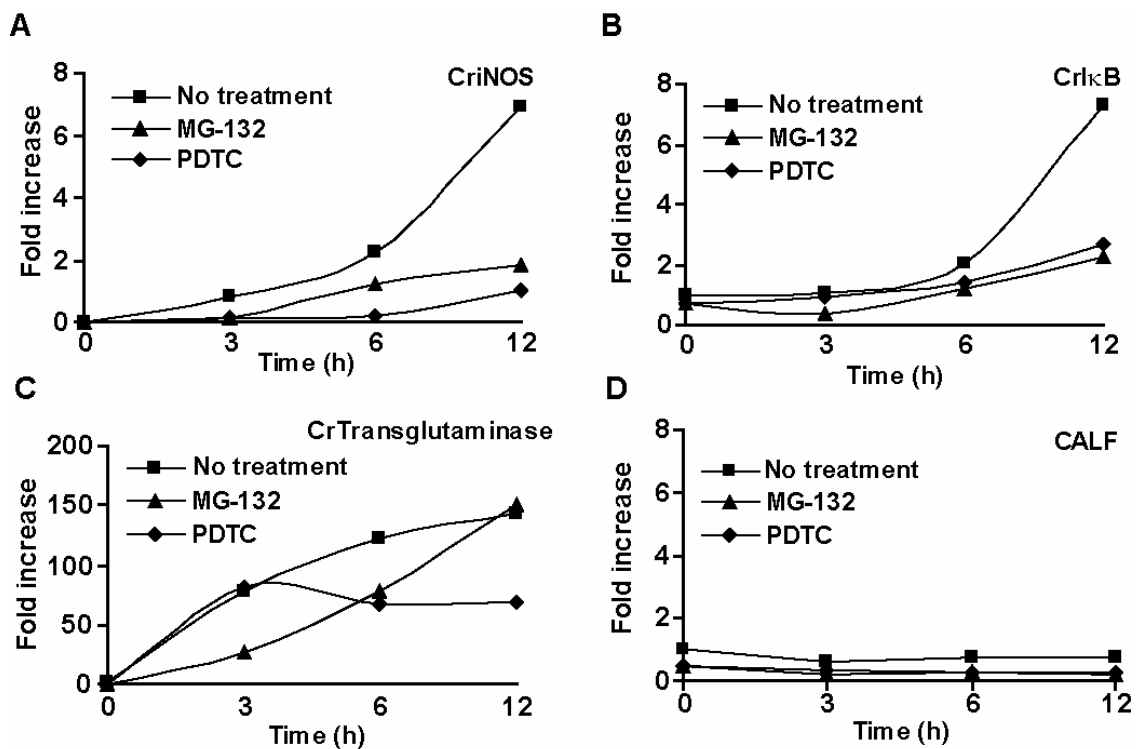 A
CriNOS
No treatment
MG-132
PDTC
Fold increase
8
6
4
2
0
0 3 6 12
Time (h)
B
CrIκB
No treatment
MG-132
PDTC
Fold increase
8
6
4
2
0
0 3 6 12
Time (h)
C
CrTransglutaminase
No treatment
MG-132
PDTC
Fold increase
200
150
100
50
0
0 3 6 12
Time (h)
D
CALF
No treatment
MG-132
PDTC
Fold increase
8
6
4
2
0
0 3 6 12
Time (h)